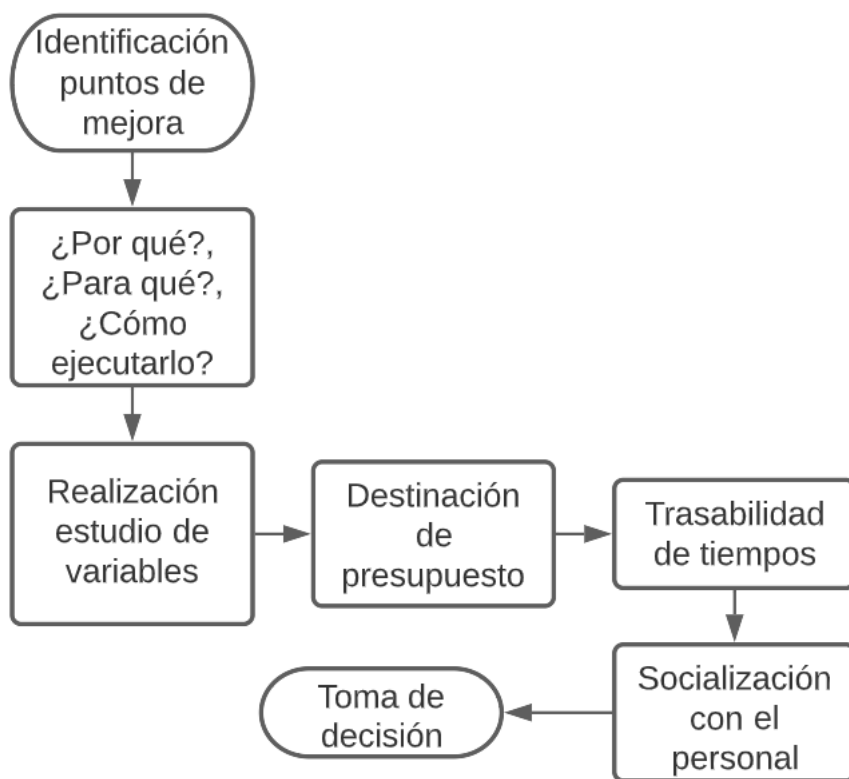 Identificación
puntos de
mejora
¿Por qué?,
¿Para qué?,
¿Cómo
ejecutarlo?
Realización
estudio de
variables
Destinación
de
presupuesto
Trasabilidad
de tiempos
Socialización
con el
personal
Toma de
decisión